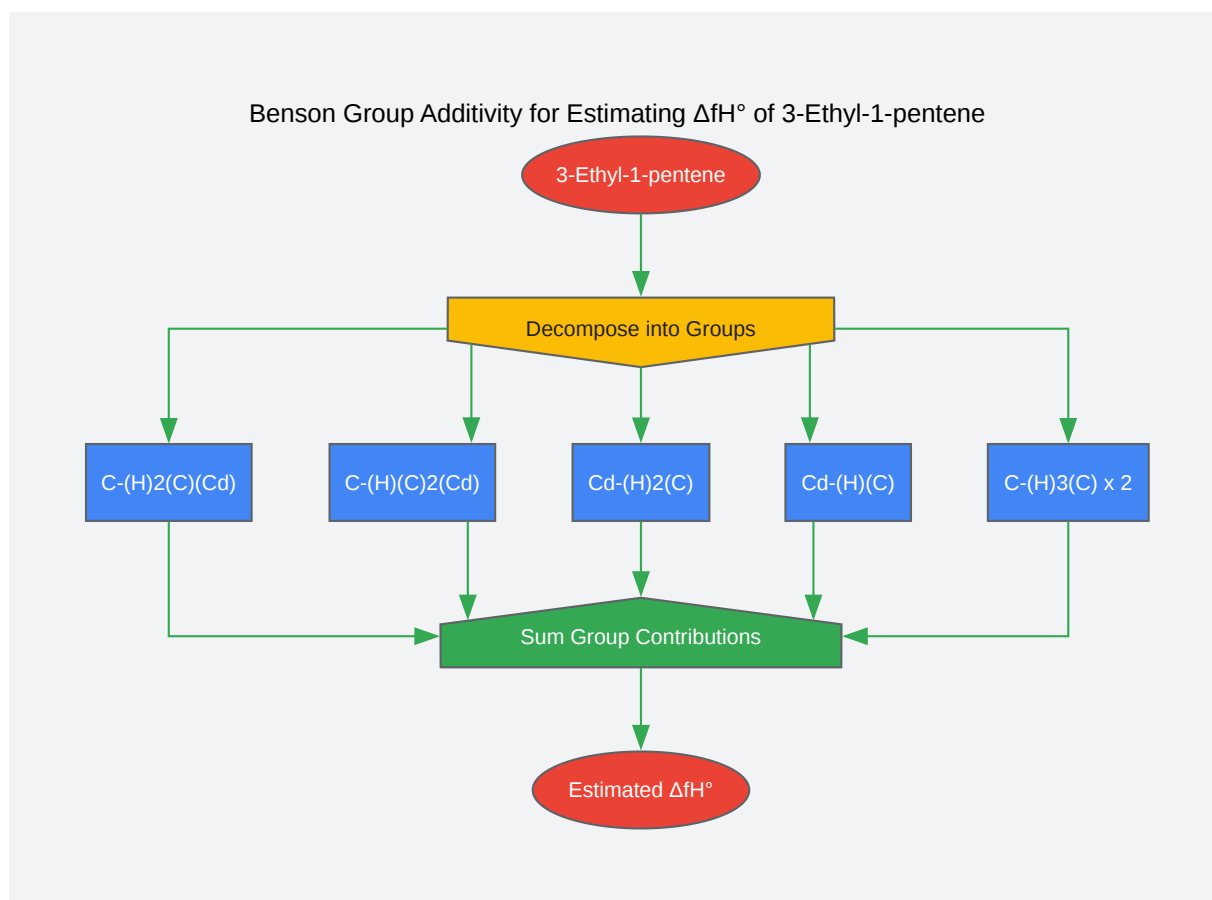 Benson Group Additivity for Estimating ΔfH° of 3-Ethyl-1-pentene
3-Ethyl-1-pentene
Decompose into Groups
C-(H)2(C)(Cd)
C-(H)(C)2(Cd)
Cd-(H)2(C)
Cd-(H)(C)
C-(H)3(C) x 2
Sum Group Contributions
Estimated ΔfH°